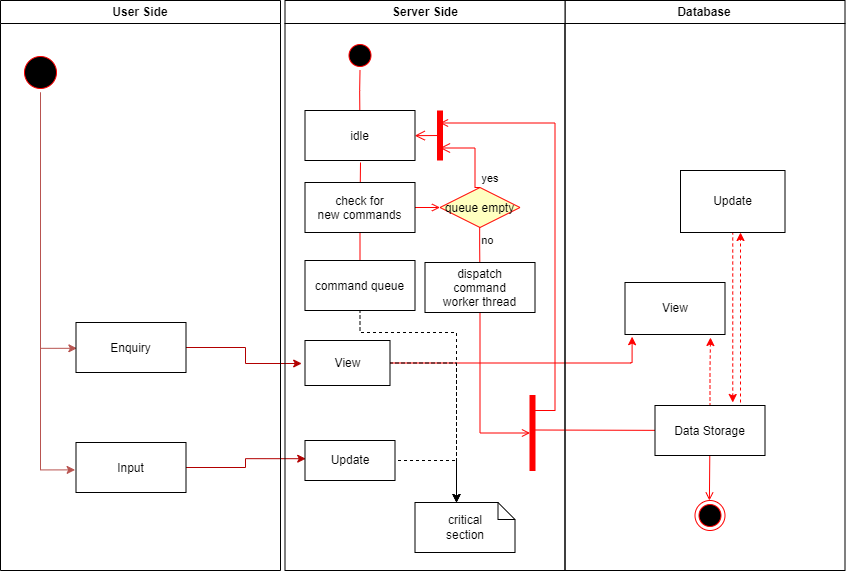 User Side
Server Side
Database
idle
yes
check for
new commands
queue empty
no
Update
command queue
dispatch
command
worker thread
View
Enquiry
View
Data Storage
Input
Update
critical
section